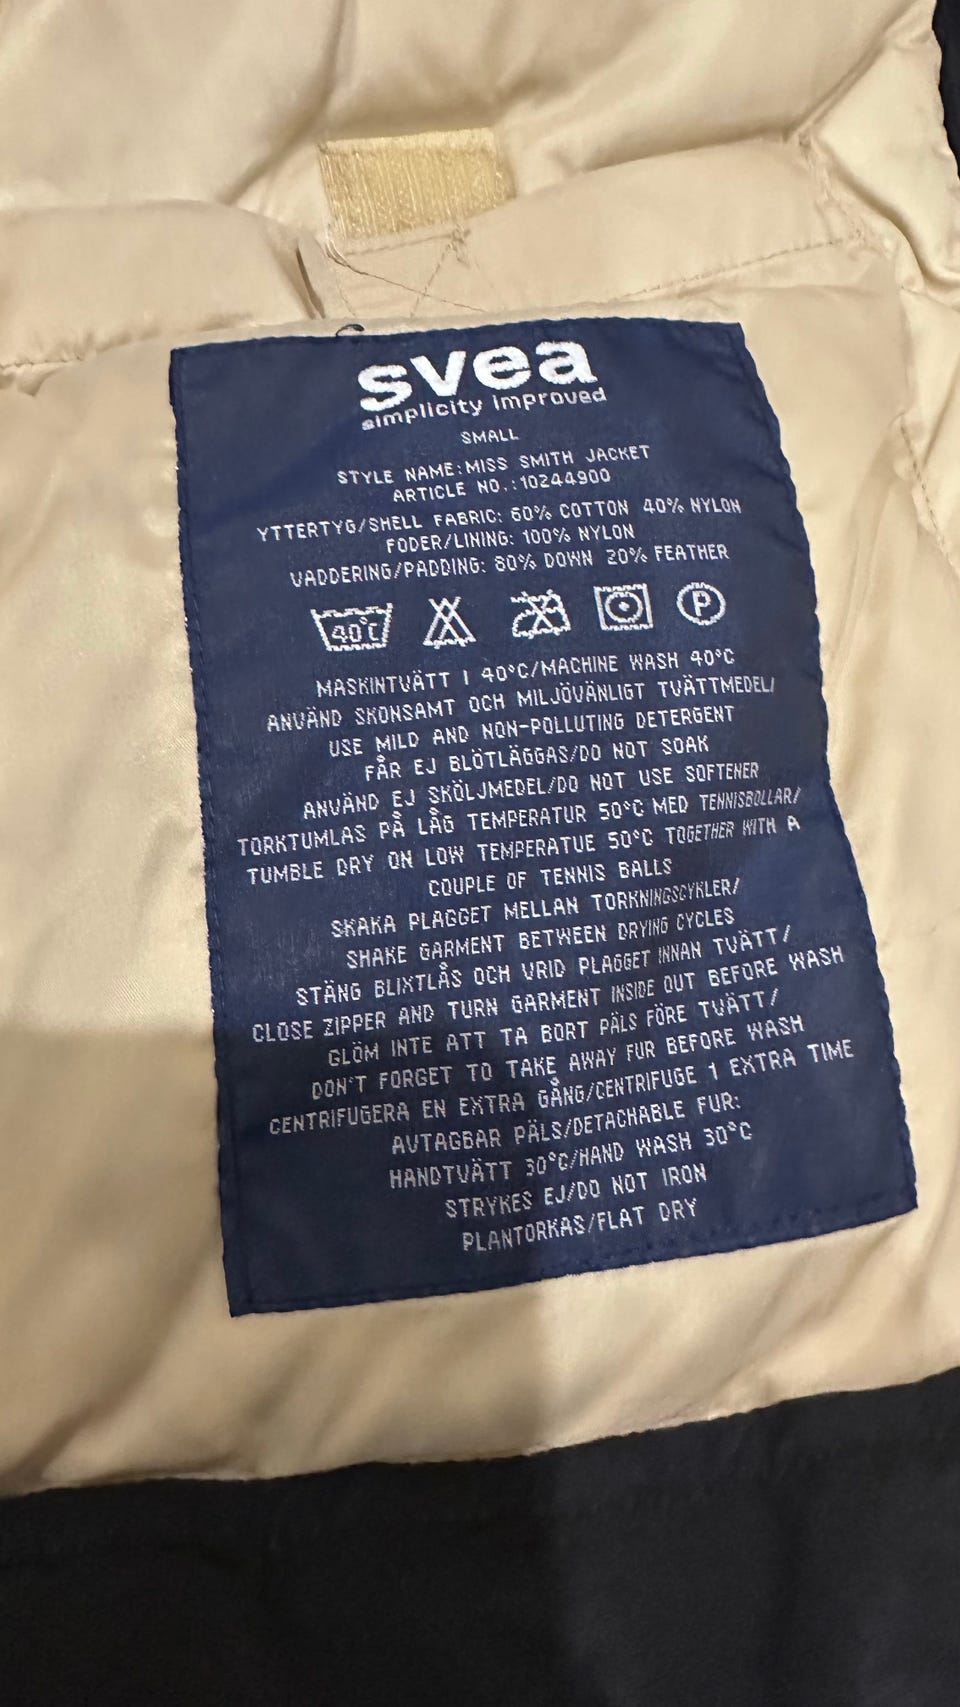 svea
simplicity improved
SMALL
STYLE NAME:MISS SMITH JACKET
ARTICLE NO.:10244900
YTTERTYG/SHELL FABRIC: 60% COTTON 40% NYLON
FODER/LINING: 100% NYLON
VADDERING/PADDING: 80% DOWN 20% FEATHER
40°C P
MASKINTVÄTT I 40°C/MACHINE WASH 40°C
ANVÄND SKONSAMT OCH MILJÖVÄNLIGT TVÄTTMEDEL/
USE MILD AND NON-POLLUTING DETERGENT
FÅR EJ BLÖTLÄGGAS/DO NOT SOAK
ANVÄND EJ SKÖLJMEDEL/DO NOT USE SOFTENER
TORKTUMLAS PÅ LÅG TEMPERATUR 50°C MED TENNISBOLLAR/
TUMBLE DRY ON LOW TEMPERATUE 50°C TOGETHER WITH A
COUPLE OF TENNIS BALLS
SKAKA PLAGGET MELLAN TORKNINGSCYKLER/
SHAKE GARMENT BETWEEN DRYING CYCLES
STÄNG BLIXTLÅS OCH VRID PLAGGET INNAN TVÄTT/
CLOSE ZIPPER AND TURN GARMENT INSIDE OUT BEFORE WASH
GLÖM INTE ATT TA BORT PÄLS FÖRE TVÄTT/
DON'T FORGET TO TAKE AWAY FUR BEFORE WASH
CENTRIFUGERA EN EXTRA GÅNG/CENTRIFUGE 1 EXTRA TIME
AVTAGBAR PÄLS/DETACHABLE FUR:
HANDTVÄTT 30°C/HAND WASH 30°C
STRYKES EJ/DO NOT IRON
PLANTORKAS/FLAT DRY